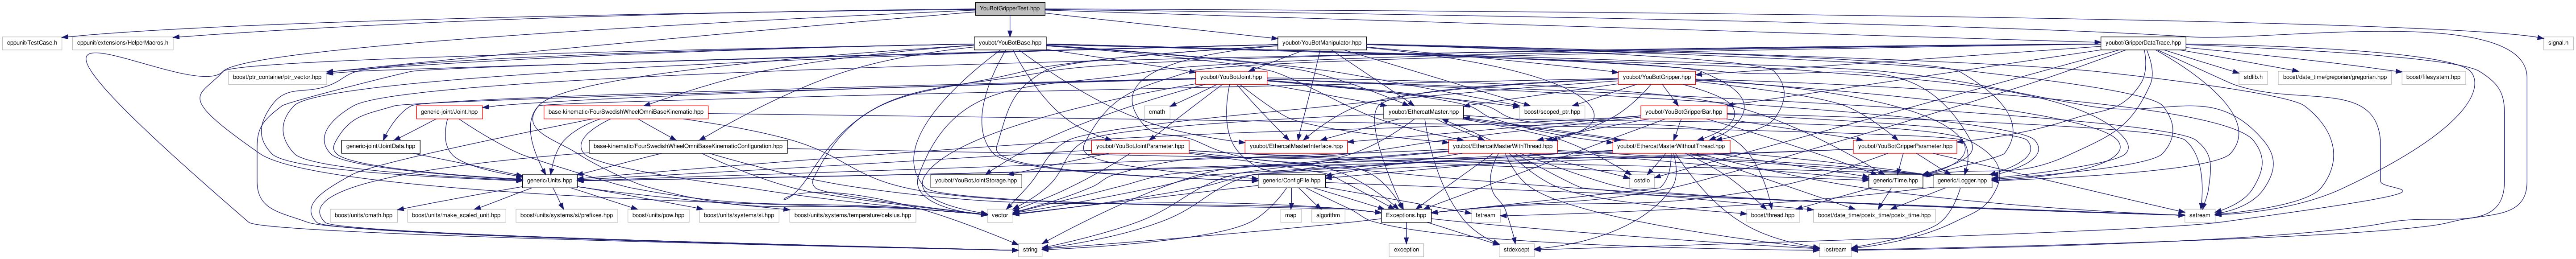 YouBotGripperTest.hpp
cppunit/TestCase.h
cppunit/extensions/HelperMacros.h
youbot/YouBotBase.hpp
youbot/YouBotManipulator.hpp
youbot/GripperDataTrace.hpp
signal.h
boost/ptr_container/ptr_vector.hpp
youbot/YouBotJoint.hpp
youbot/YouBotGripper.hpp
stdlib.h
boost/date_time/gregorian/gregorian.hpp
boost/filesystem.hpp
generic-joint/Joint.hpp
base-kinematic/FourSwedishWheelOmniBaseKinematic.hpp
cmath
youbot/EthercatMaster.hpp
boost/scoped_ptr.hpp
youbot/YouBotGripperBar.hpp
generic-joint/JointData.hpp
base-kinematic/FourSwedishWheelOmniBaseKinematicConfiguration.hpp
youbot/YouBotJointParameter.hpp
youbot/EthercatMasterInterface.hpp
youbot/EthercatMasterWithThread.hpp
youbot/EthercatMasterWithoutThread.hpp
youbot/YouBotGripperParameter.hpp
generic/Units.hpp
youbot/YouBotJointStorage.hpp
generic/ConfigFile.hpp
cstdio
generic/Time.hpp
generic/Logger.hpp
boost/units/cmath.hpp
boost/units/make_scaled_unit.hpp
boost/units/systems/si/prefixes.hpp
boost/units/pow.hpp
boost/units/systems/si.hpp
boost/units/systems/temperature/celsius.hpp
vector
map
algorithm
Exceptions.hpp
fstream
boost/thread.hpp
boost/date_time/posix_time/posix_time.hpp
sstream
string
exception
stdexcept
iostream